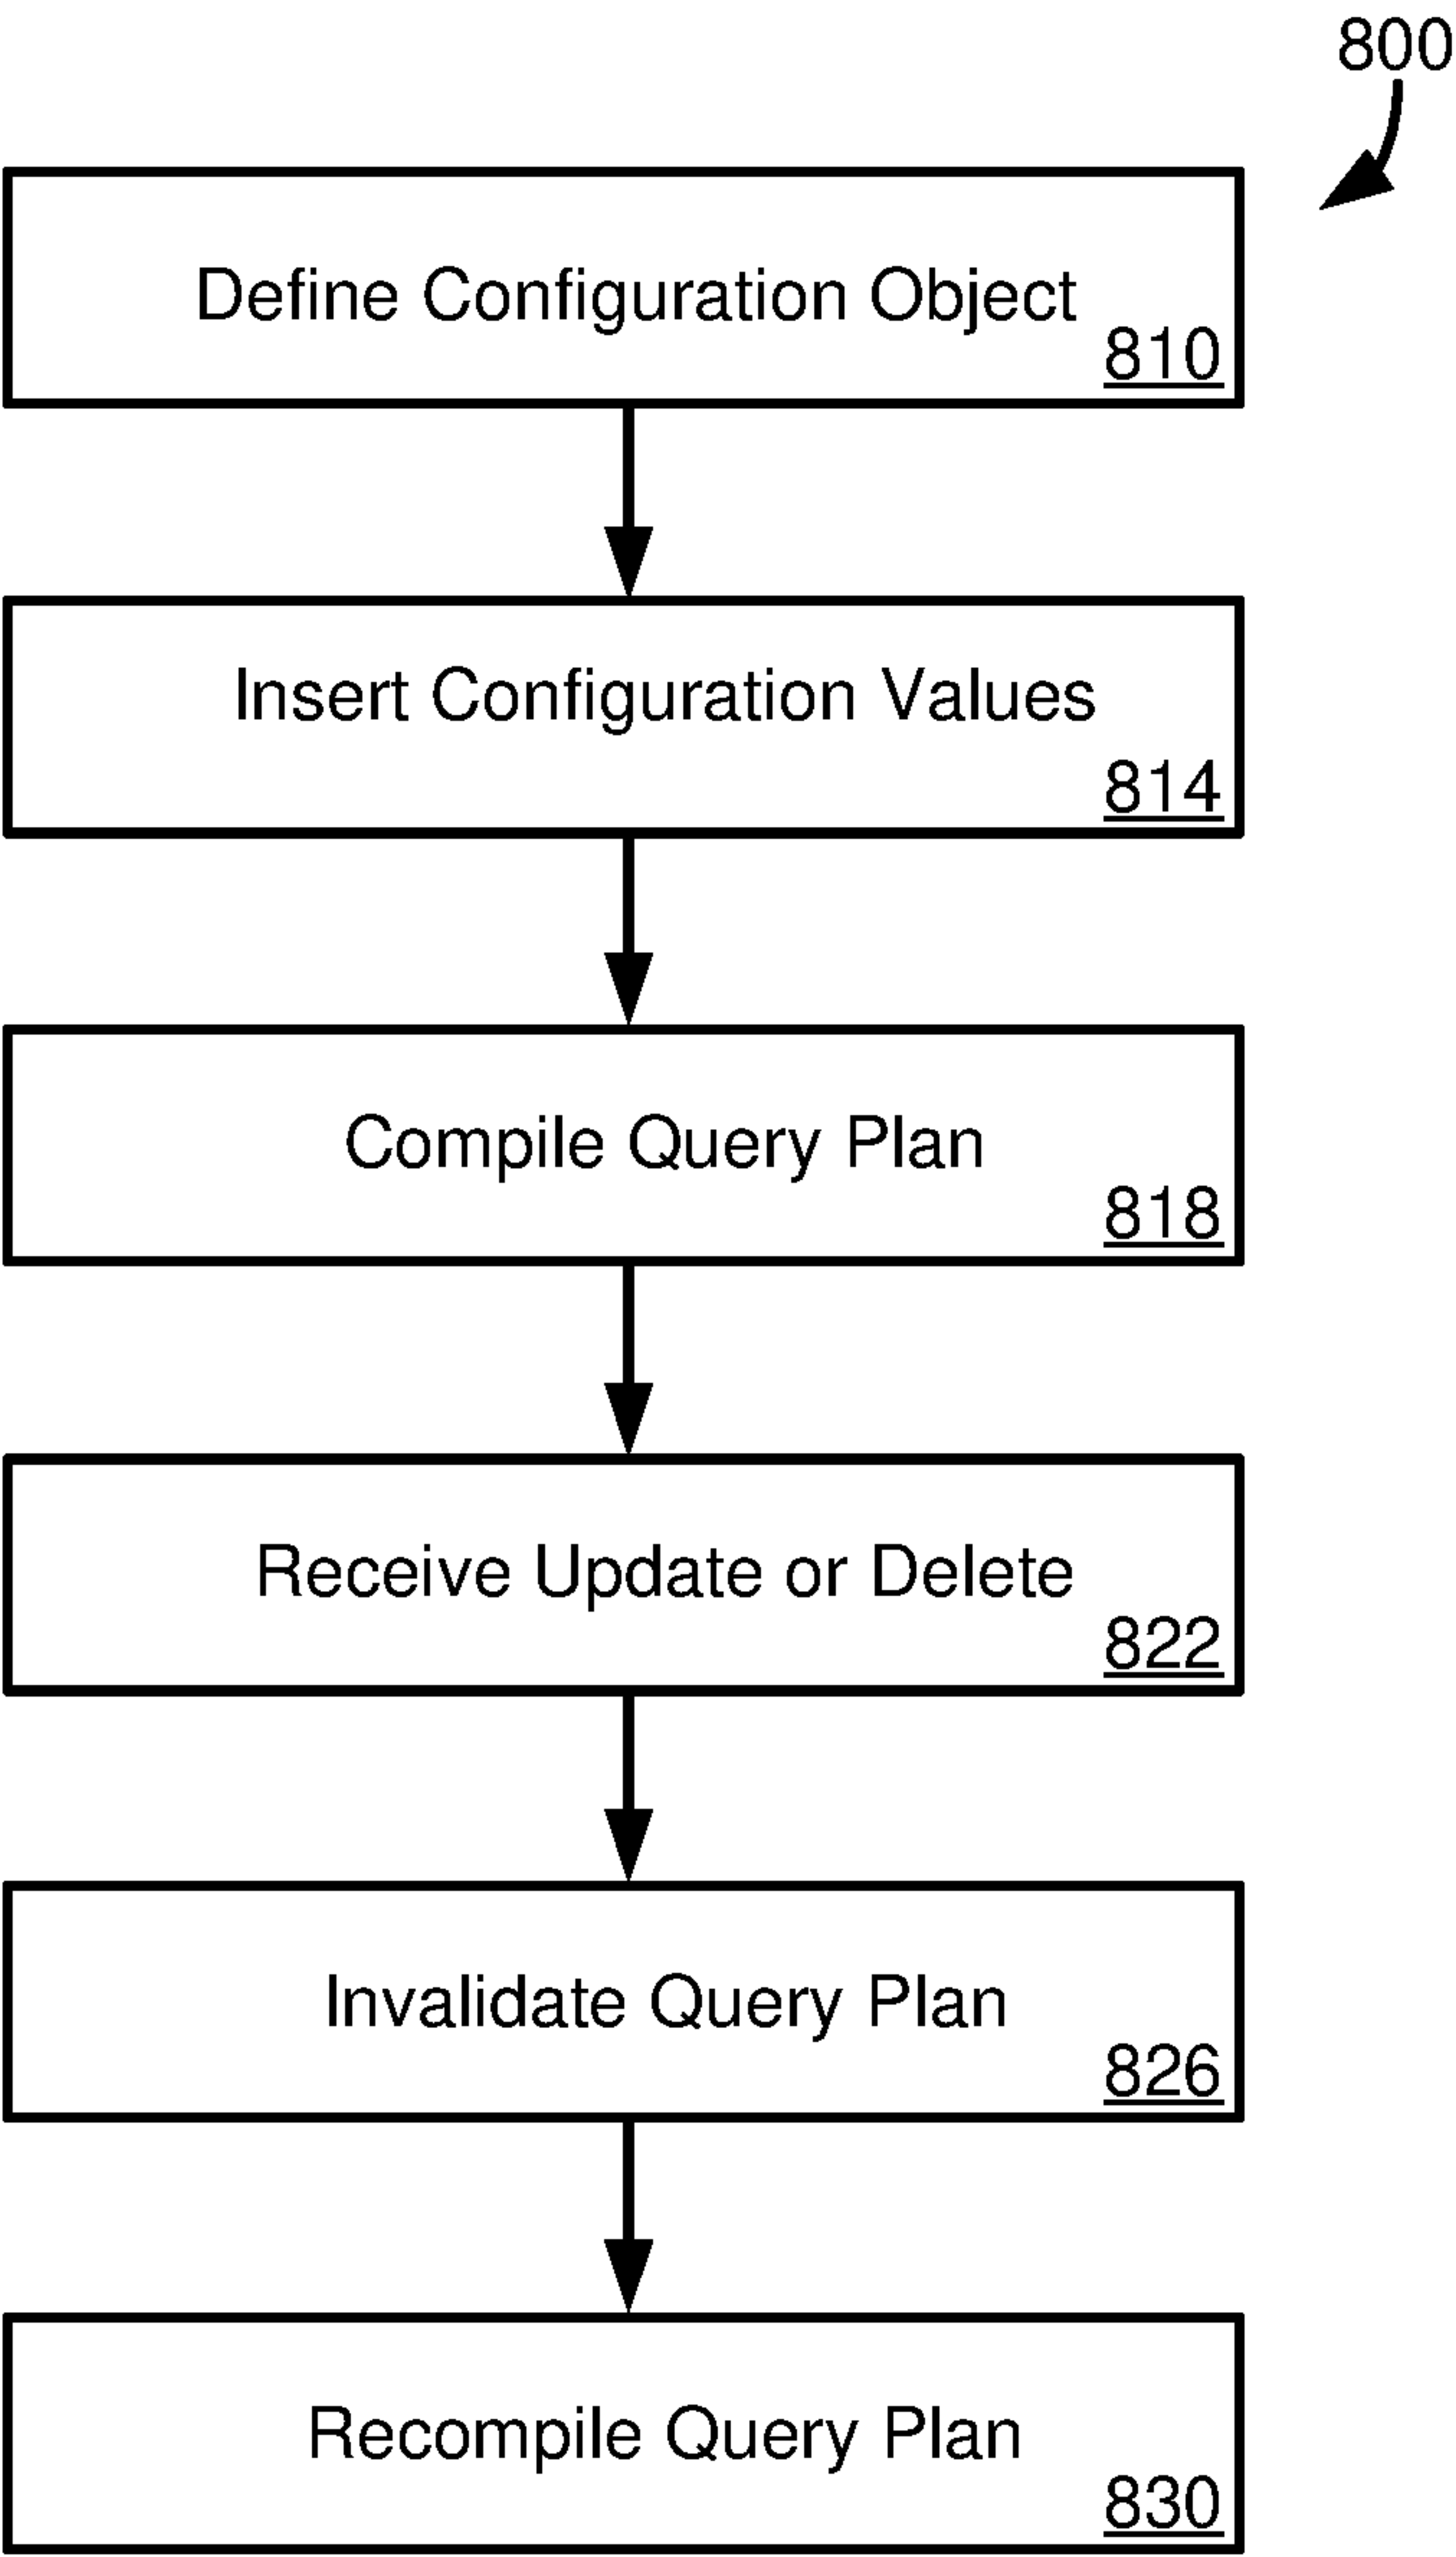 800
Define Configuration Object
810
Insert Configuration Values
814
Compile Query Plan
818
Receive Update or Delete
822
Invalidate Query Plan
826
Recompile Query Plan
830